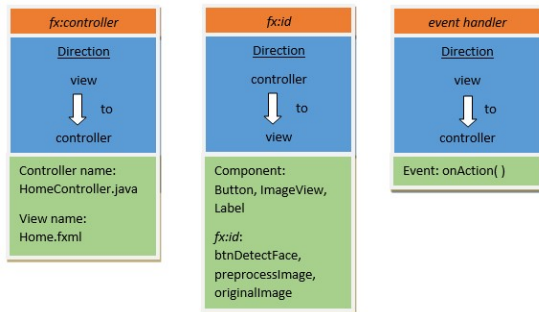 fx:controller
Direction
view
to
controller
Controller name:
HomeController.java
View name:
Home.fxml
fx:id
Direction
controller
to
view
Component:
Button, ImageView,
Label
fx:id:
btnDetectFace,
preprocessImage,
originalImage
event handler
Direction
view
to
controller
Event: onAction( )